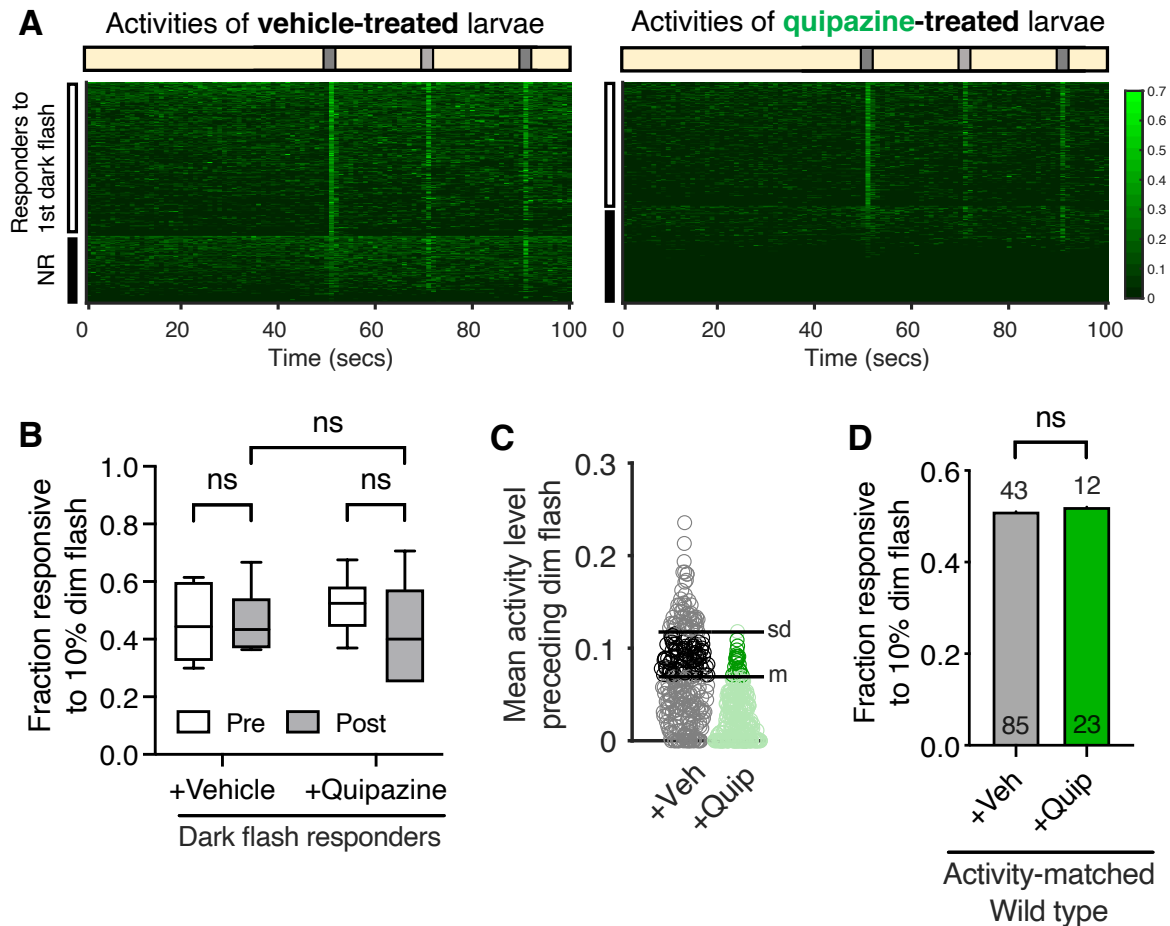 A
Activities of vehicle-treated larvae
Activities of quipazine-treated larvae
Responders to
1st dark flash
NR
0 20 40 60 80 100
Time (secs)
0 20 40 60 80 100
Time (secs)
0.7
0.6
0.5
0.4
0.3
0.2
0.1
0
B
Fraction responsive
to 10% dim flash
1.0
0.8
0.6
0.4
0.2
0.0
ns
ns
ns
Pre
Post
+Vehicle
+Quipazine
Dark flash responders
C
Mean activity level
preceding dim flash
0.3
0.2
0.1
0
sd
m
+Veh
+Quip
D
Fraction responsive
to 10% dim flash
0.6
0.4
0.2
0.0
ns
43
12
85
23
+Veh
+Quip
Activity-matched
Wild type